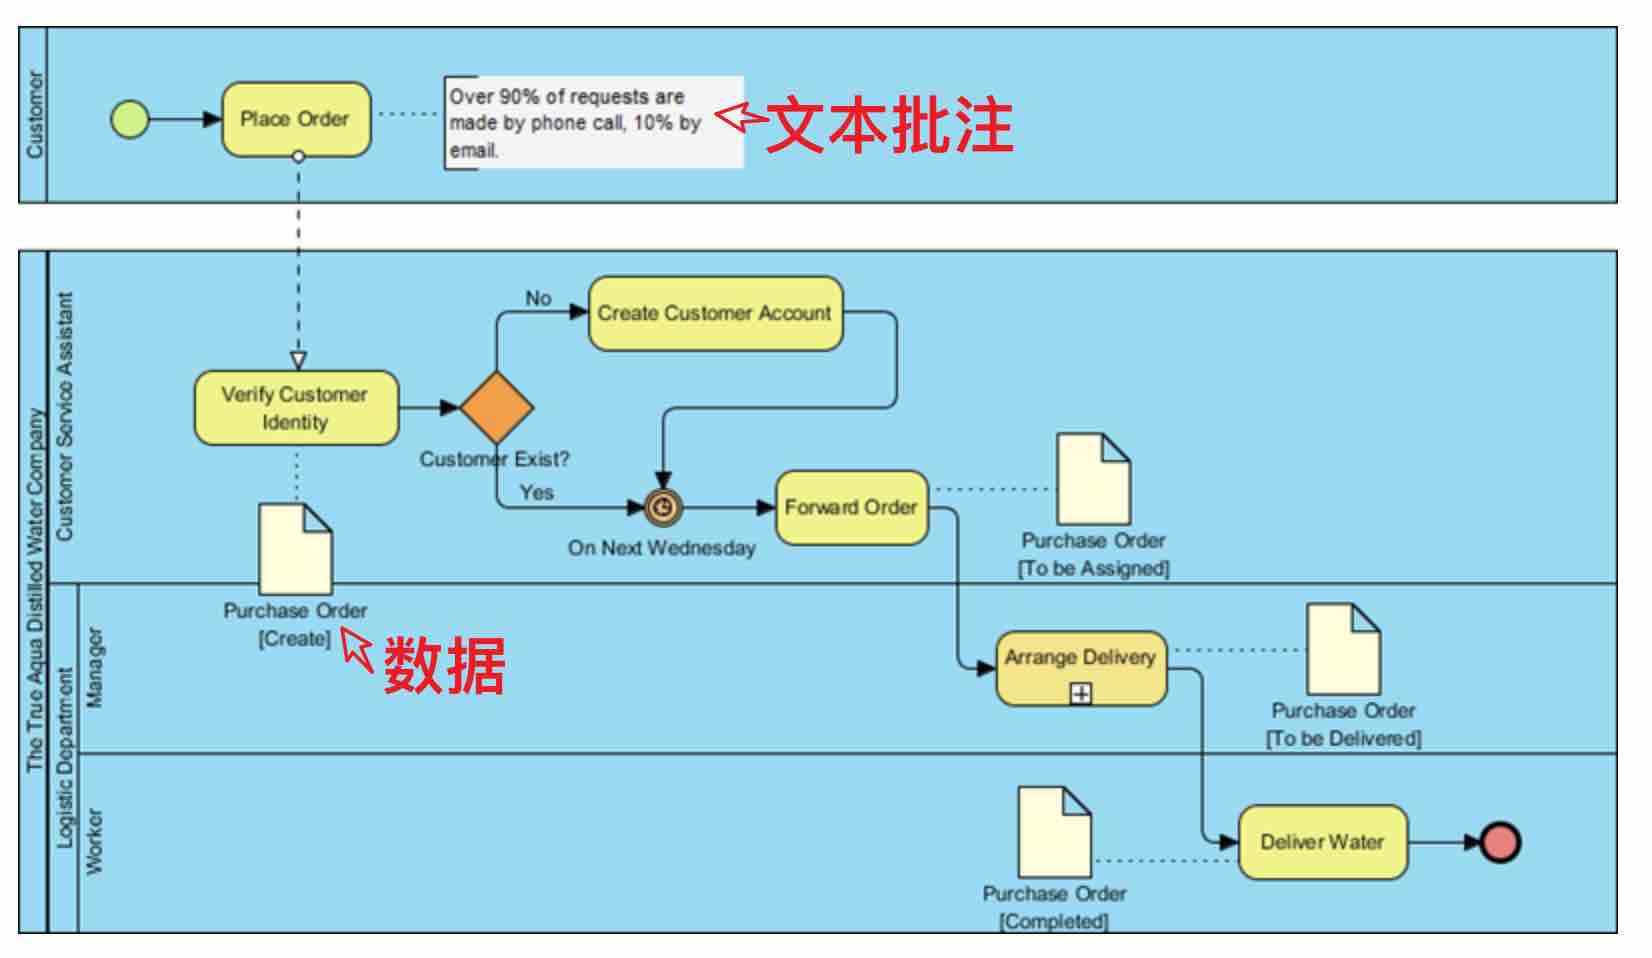 Customer
Place Order
Over 90% of requests are
made by phone call, 10% by
email.
文本批注
The True Aqua Distilled Water Company
Customer Service Assistant
No
Create Customer Account
Verify Customer
Identity
Customer Exist?
Yes
On Next Wednesday
Forward Order
Purchase Order
[To be Assigned]
Purchase Order
[Create]
数据
Logistic Department
Manager
Arrange Delivery
Purchase Order
[To be Delivered]
Worker
Purchase Order
[Completed]
Deliver Water